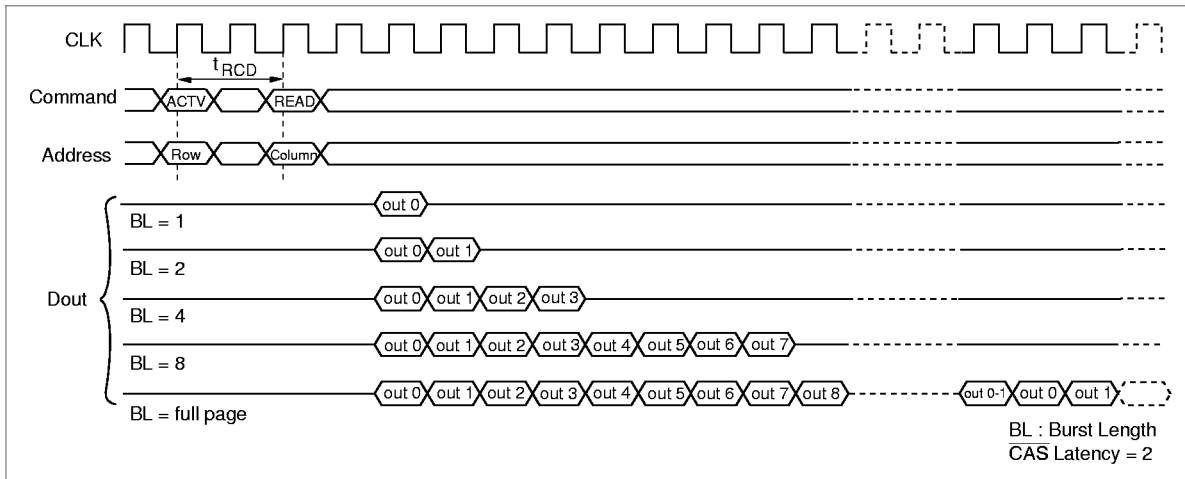 CLK
tRCD
Command ACTV READ
Address Row Column
out 0
BL = 1
out 0 out 1
BL = 2
Dout
out 0 out 1 out 2 out 3
BL = 4
out 0 out 1 out 2 out 3 out 4 out 5 out 6 out 7
BL = 8
out 0 out 1 out 2 out 3 out 4 out 5 out 6 out 7 out 8 out 0-1 out 0 out 1
BL = full page
BL : Burst Length
CAS Latency = 2